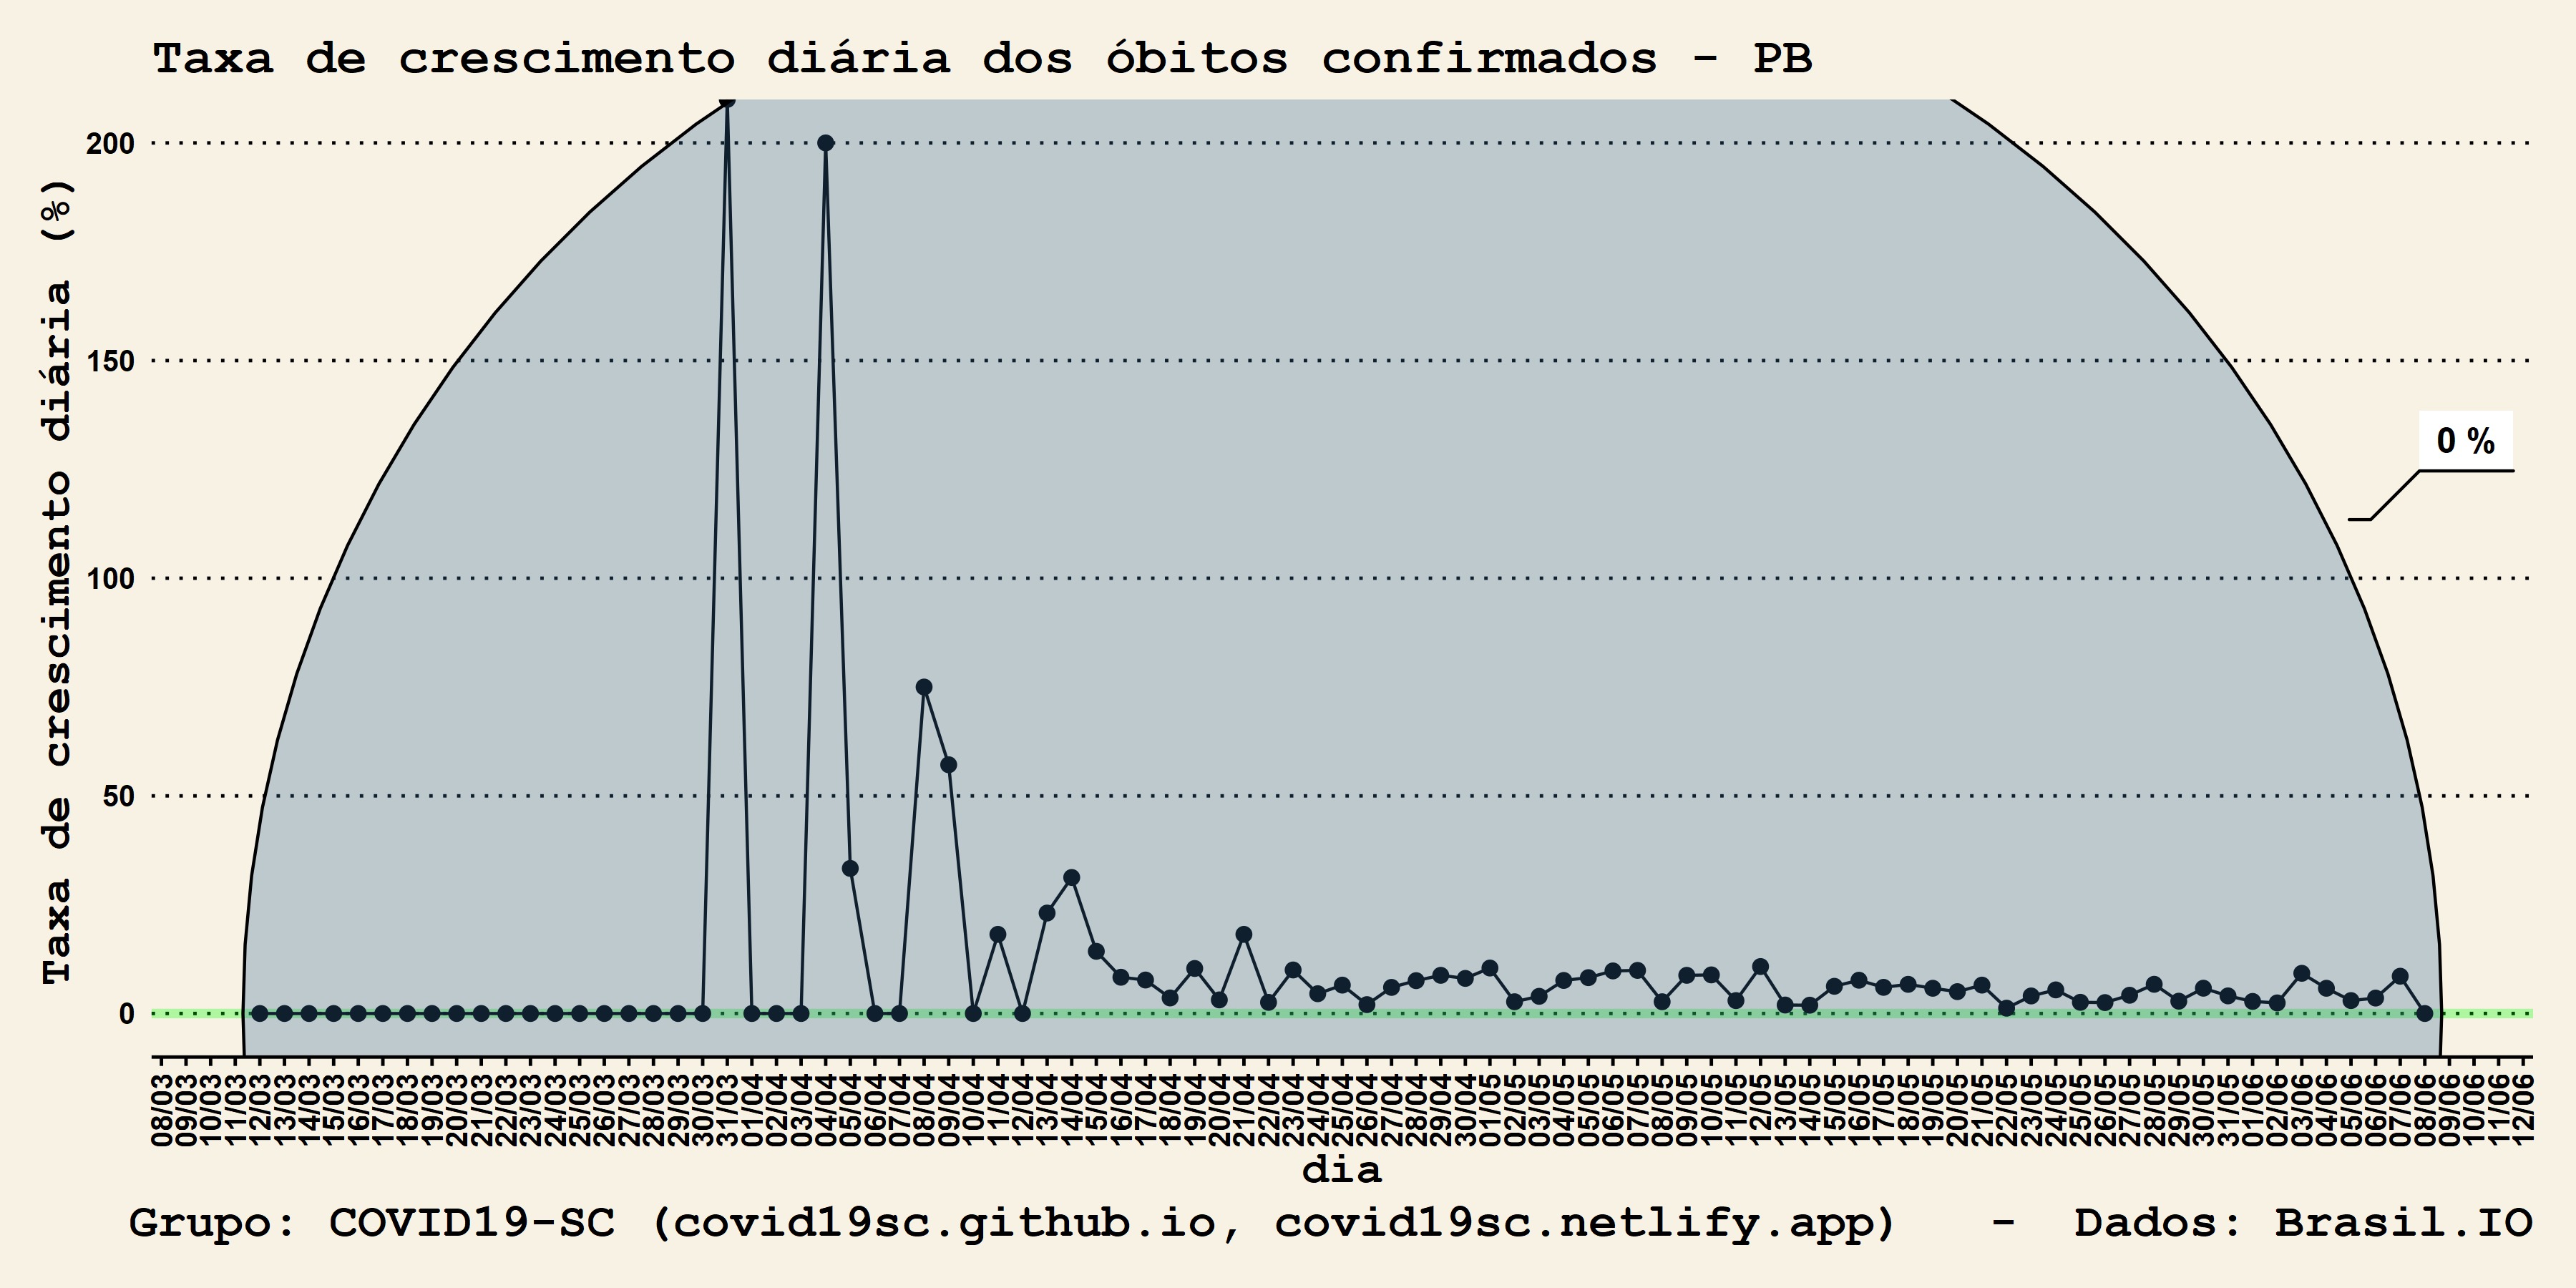 Taxa de crescimento diária dos óbitos confirmados - PB
Taxa de crescimento diária (%)
200
150
100
50
0
0 %
08/03 09/03 10/03 11/03 12/03 13/03 14/03 15/03 16/03 17/03 18/03 19/03 20/03 21/03 22/03 23/03 24/03 25/03 26/03 27/03 28/03 29/03 30/03 31/03 01/04 02/04 03/04 04/04 05/04 06/04 07/04 08/04 09/04 10/04 11/04 12/04 13/04 14/04 15/04 16/04 17/04 18/04 19/04 20/04 21/04 22/04 23/04 24/04 25/04 26/04 27/04 28/04 29/04 30/04 01/05 02/05 03/05 04/05 05/05 06/05 07/05 08/05 09/05 10/05 11/05 12/05 13/05 14/05 15/05 16/05 17/05 18/05 19/05 20/05 21/05 22/05 23/05 24/05 25/05 26/05 27/05 28/05 29/05 30/05 31/05 01/06 02/06 03/06 04/06 05/06 06/06 07/06 08/06 09/06 10/06 11/06 12/06
dia
Grupo: COVID19-SC (covid19sc.github.io, covid19sc.netlify.app) - Dados: Brasil.IO